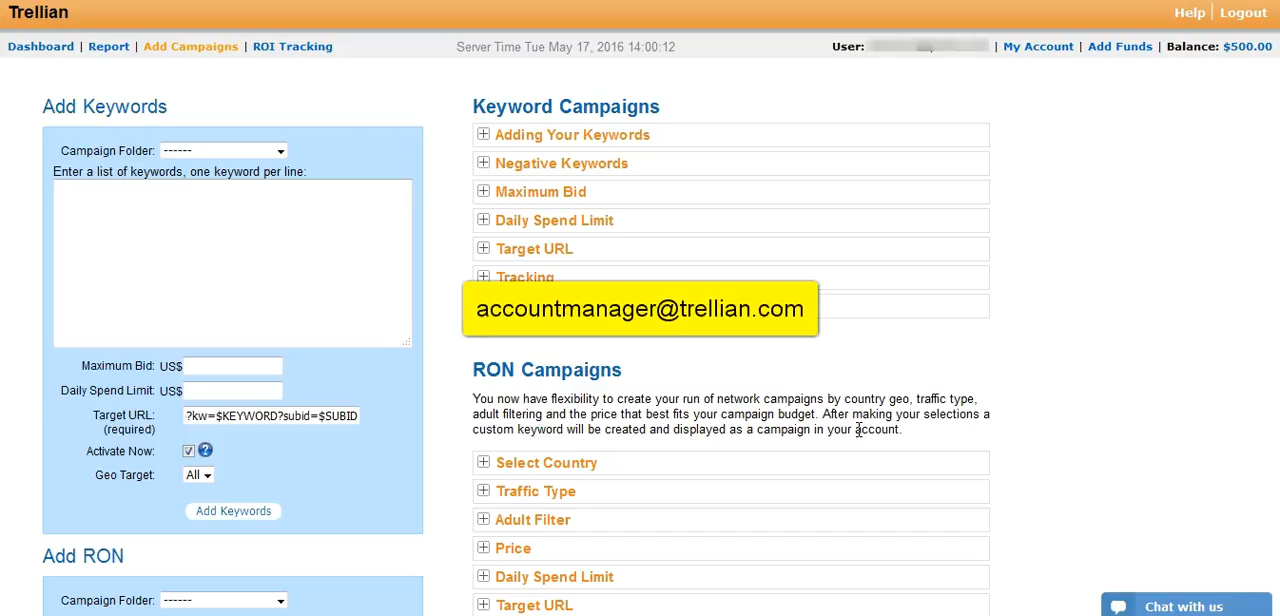 Trellian
Help | Logout
Dashboard | Report | Add Campaigns | ROI Tracking
Server Time Tue May 17, 2016 14:00:12
User: | My Account | Add Funds | Balance: $500.00
Add Keywords
Campaign Folder: ------
Enter a list of keywords, one keyword per line:
Maximum Bid: US$
Daily Spend Limit: US$
Target URL: ?kw=$KEYWORD?subid=$SUBID
(required)
Activate Now:
Geo Target: All
Add Keywords
Add RON
Campaign Folder: ------
Keyword Campaigns
Adding Your Keywords
Negative Keywords
Maximum Bid
Daily Spend Limit
Target URL
Tracking
accountmanager@trellian.com
RON Campaigns
You now have flexibility to create your run of network campaigns by country geo, traffic type,
adult filtering and the price that best fits your campaign budget. After making your selections a
custom keyword will be created and displayed as a campaign in your account.
Select Country
Traffic Type
Adult Filter
Price
Daily Spend Limit
Target URL
Chat with us